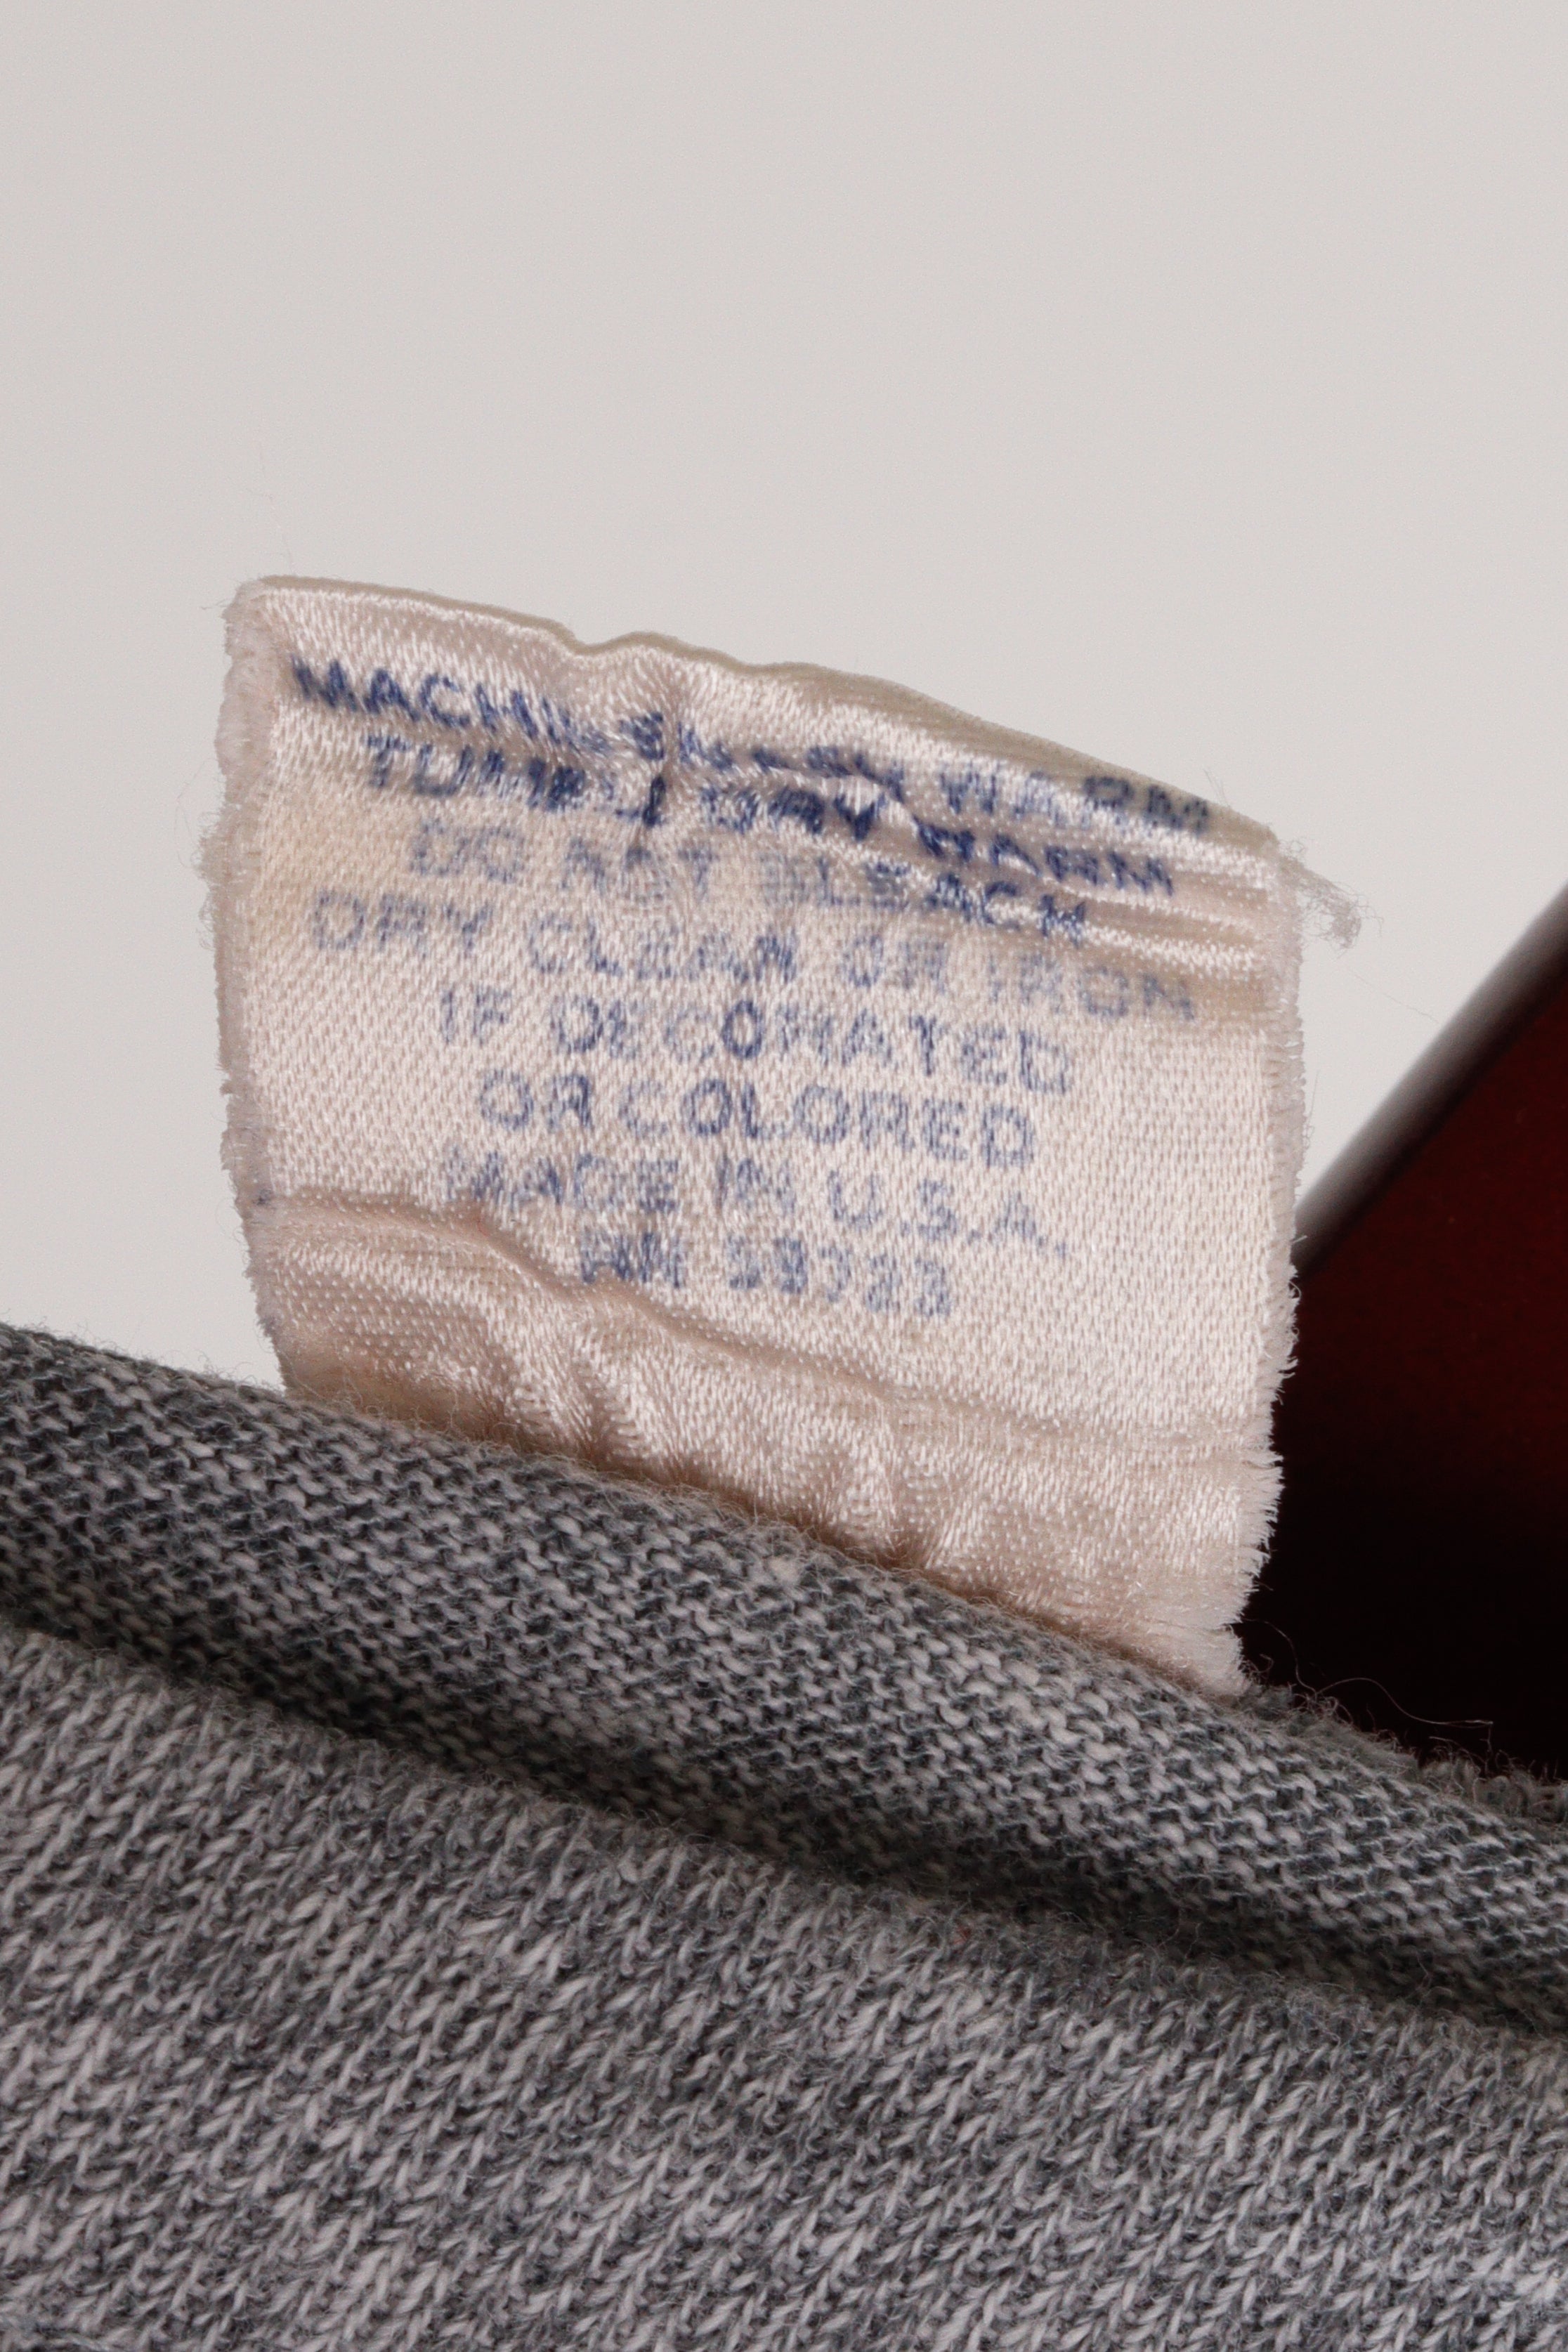 MACHINE WASH WARM
TUMBLE DRY WARM
DO NOT BLEACH
DRY CLEAN OR IRON
IF DECORATED
OR COLORED
MADE IN U.S.A.
RN